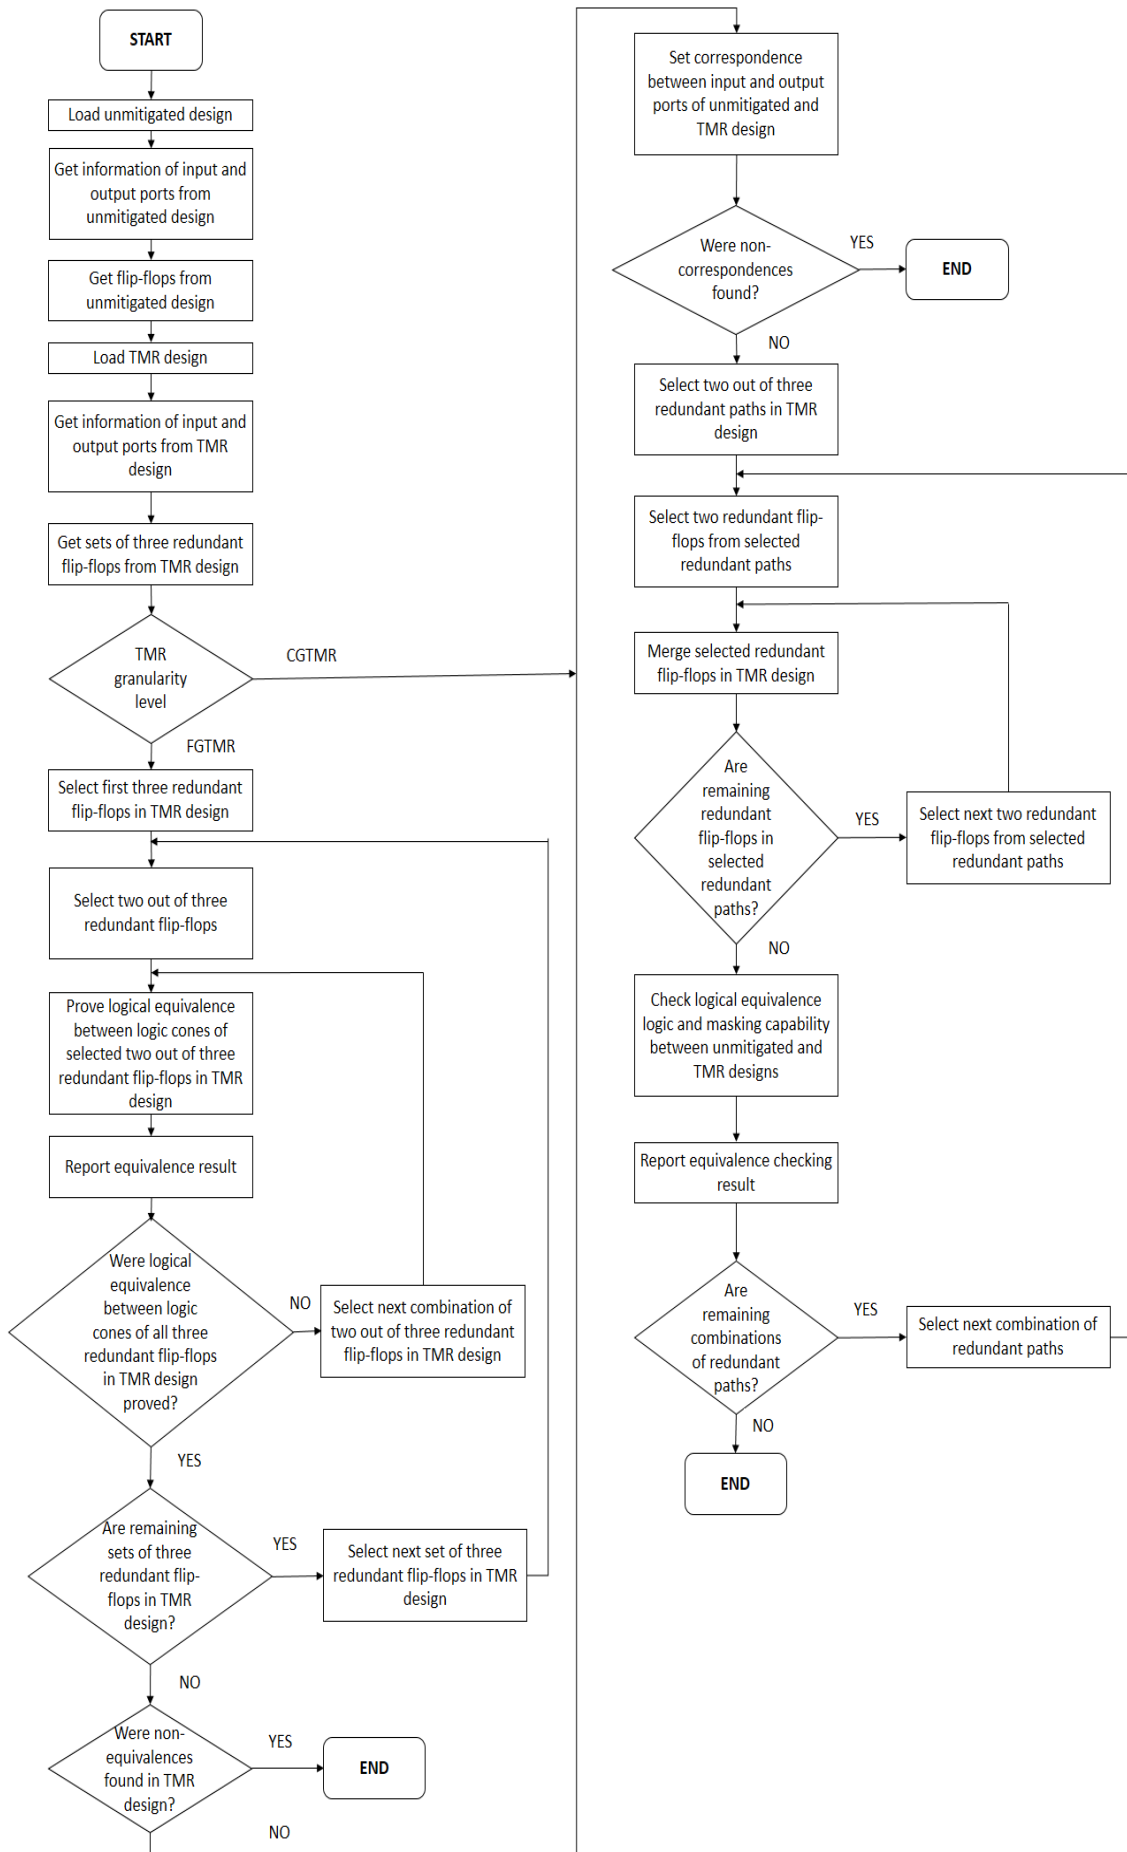 START
Load unmitigated design
Get information of input and
output ports from
unmitigated design
Get flip-flops from
unmitigated design
Load TMR design
Get information of input and
output ports from TMR
design
Get sets of three redundant
flip-flops from TMR design
TMR
granularity
level
CGTMR
FGTMR
Select first three redundant
flip-flops in TMR design
Select two out of three
redundant flip-flops
Prove logical equivalence
between logic cones of
selected two out of three
redundant flip-flops in TMR
design
Report equivalence result
Were logical
equivalence
between logic
cones of all three
redundant flip-flops
in TMR design
proved?
NO
Select next combination of
two out of three redundant
flip-flops in TMR design
YES
Are remaining
sets of three
redundant flip-
flops in TMR
design?
YES
Select next set of three
redundant flip-flops in TMR
design
NO
Were non-
equivalences
found in TMR
design?
YES
END
NO
Set correspondence
between input and output
ports of unmitigated and
TMR design
Were non-
correspondences
found?
YES
END
NO
Select two out of three
redundant paths in TMR
design
Select two redundant flip-
flops from selected
redundant paths
Merge selected redundant
flip-flops in TMR design
Are
remaining
redundant
flip-flops in
selected
redundant
paths?
YES
Select next two redundant
flip-flops from selected
redundant paths
NO
Check logical equivalence
logic and masking capability
between unmitigated and
TMR designs
Report equivalence checking
result
Are
remaining
combinations
of redundant
paths?
YES
Select next combination of
redundant paths
NO
END